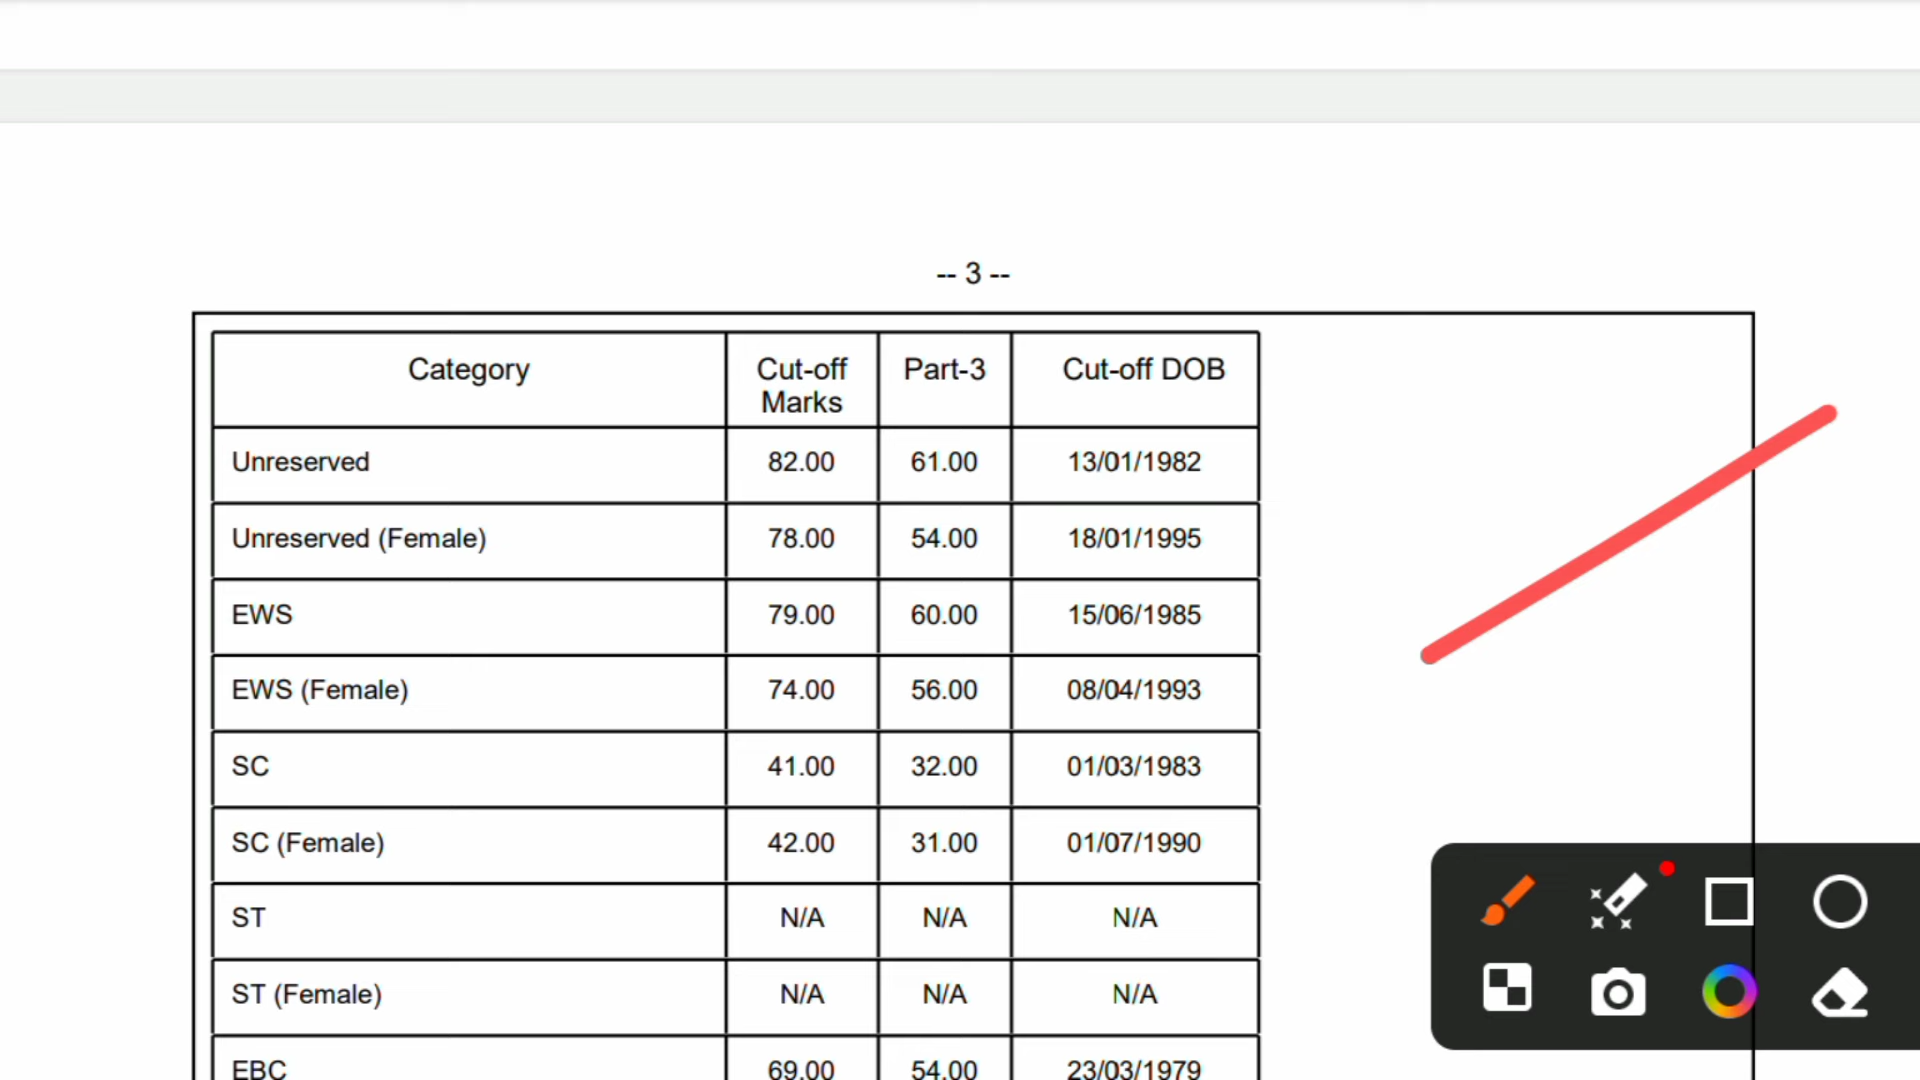 -- 3 --
Category Cut-off Marks Part-3 Cut-off DOB
Unreserved 82.00 61.00 13/01/1982
Unreserved (Female) 78.00 54.00 18/01/1995
EWS 79.00 60.00 15/06/1985
EWS (Female) 74.00 56.00 08/04/1993
SC 41.00 32.00 01/03/1983
SC (Female) 42.00 31.00 01/07/1990
ST N/A N/A N/A
ST (Female) N/A N/A N/A
EBC 69.00 54.00 23/03/1979